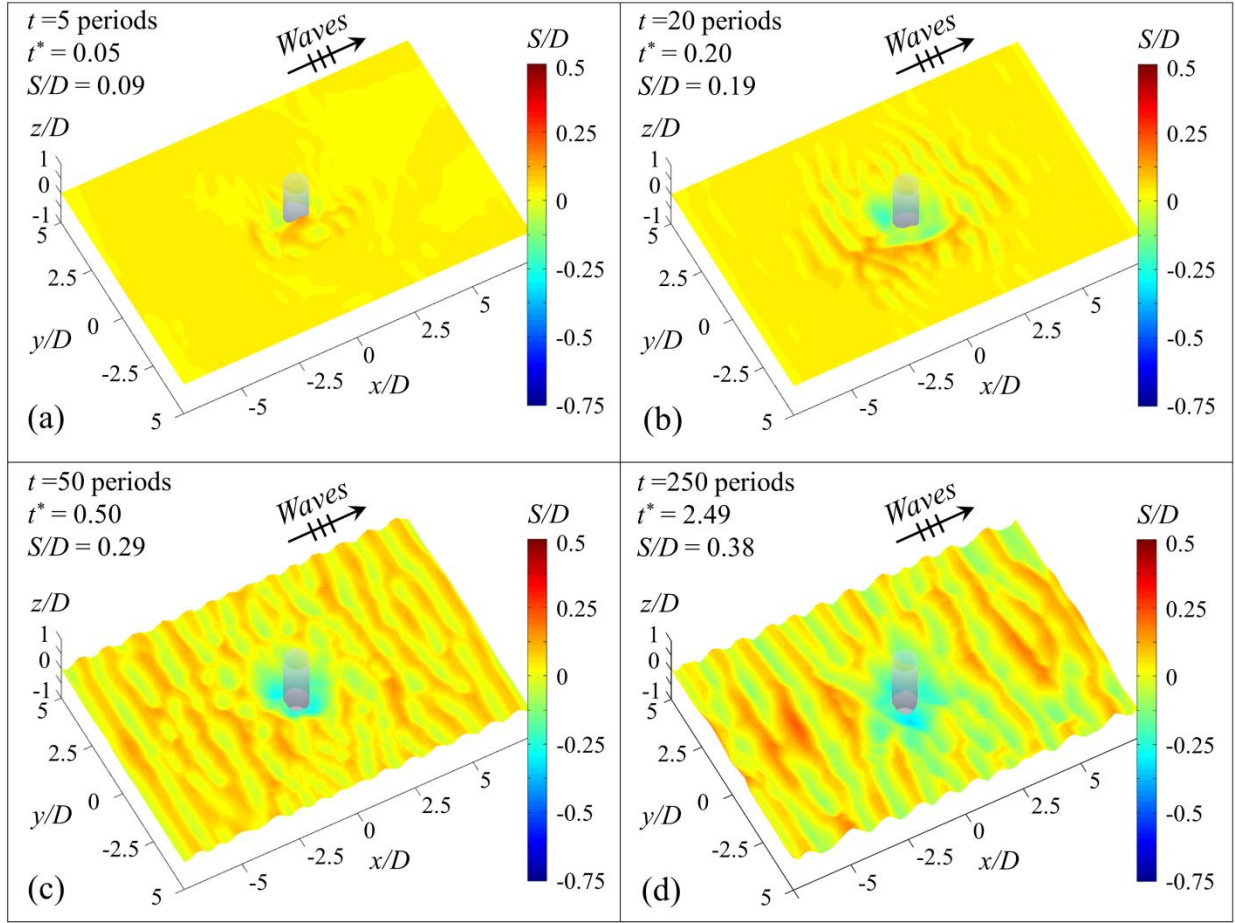 t =5 periods
t* = 0.05
S/D = 0.09
Waves
S/D
0.5
0.25
0
-0.25
-0.5
-0.75
z/D
1
0
-1
5
2.5
0
-2.5
5
y/D
-5
-2.5
0
2.5
5
x/D
(a)
t =20 periods
t* = 0.20
S/D = 0.19
Waves
S/D
0.5
0.25
0
-0.25
-0.5
-0.75
z/D
1
0
-1
5
2.5
0
-2.5
5
y/D
-5
-2.5
0
2.5
5
x/D
(b)
t =50 periods
t* = 0.50
S/D = 0.29
Waves
S/D
0.5
0.25
0
-0.25
-0.5
-0.75
z/D
1
0
-1
5
2.5
0
-2.5
5
y/D
-5
-2.5
0
2.5
5
x/D
(c)
t =250 periods
t* = 2.49
S/D = 0.38
Waves
S/D
0.5
0.25
0
-0.25
-0.5
-0.75
z/D
1
0
-1
5
2.5
0
-2.5
5
y/D
-5
-2.5
0
2.5
5
x/D
(d)